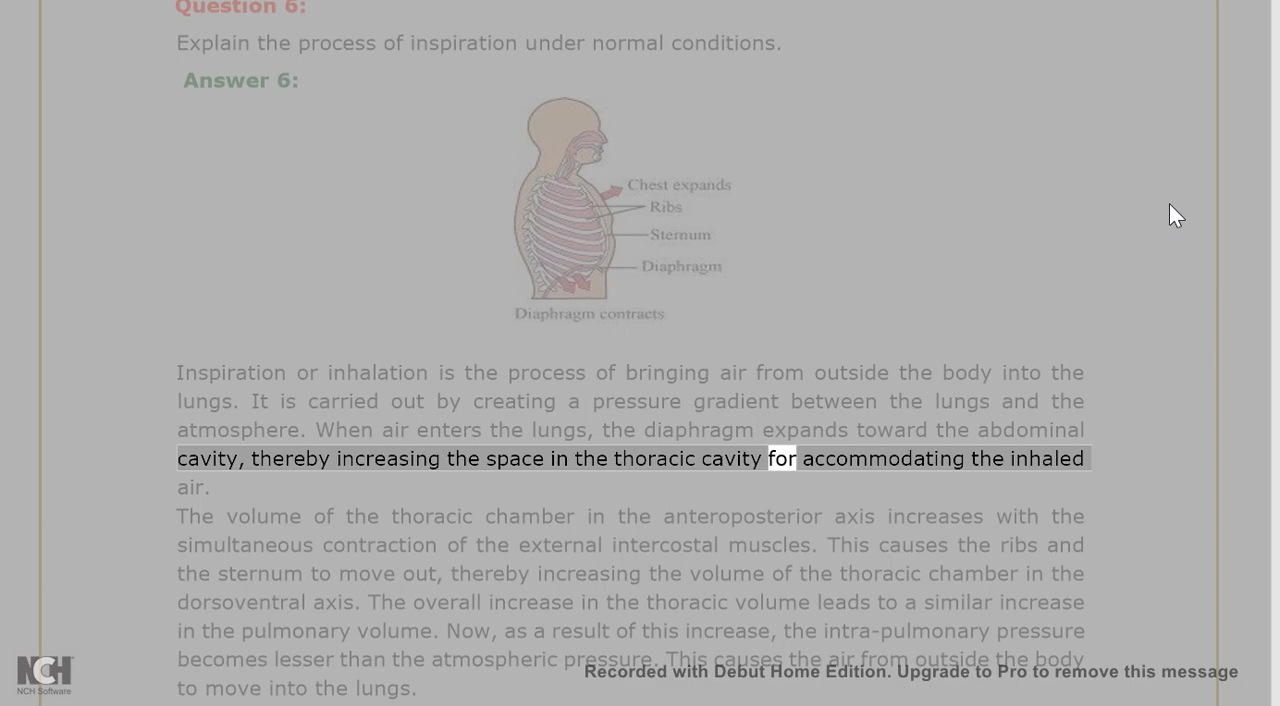 Question 6:
Explain the process of inspiration under normal conditions.
Answer 6:
Chest expands
Ribs
Sternum
Diaphragm
Diaphragm contracts
Inspiration or inhalation is the process of bringing air from outside the body into the
lungs. It is carried out by creating a pressure gradient between the lungs and the
atmosphere. When air enters the lungs, the diaphragm expands toward the abdominal
cavity, thereby increasing the space in the thoracic cavity for accommodating the inhaled
air.
The volume of the thoracic chamber in the anteroposterior axis increases with the
simultaneous contraction of the external intercostal muscles. This causes the ribs and
the sternum to move out, thereby increasing the volume of the thoracic chamber in the
dorsoventral axis. The overall increase in the thoracic volume leads to a similar increase
in the pulmonary volume. Now, as a result of this increase, the intra-pulmonary pressure
becomes lesser than the atmospheric pressure. This causes the air from outside the body
to move into the lungs.
NCH
NCH Software
Recorded with Debut Home Edition. Upgrade to Pro to remove this message